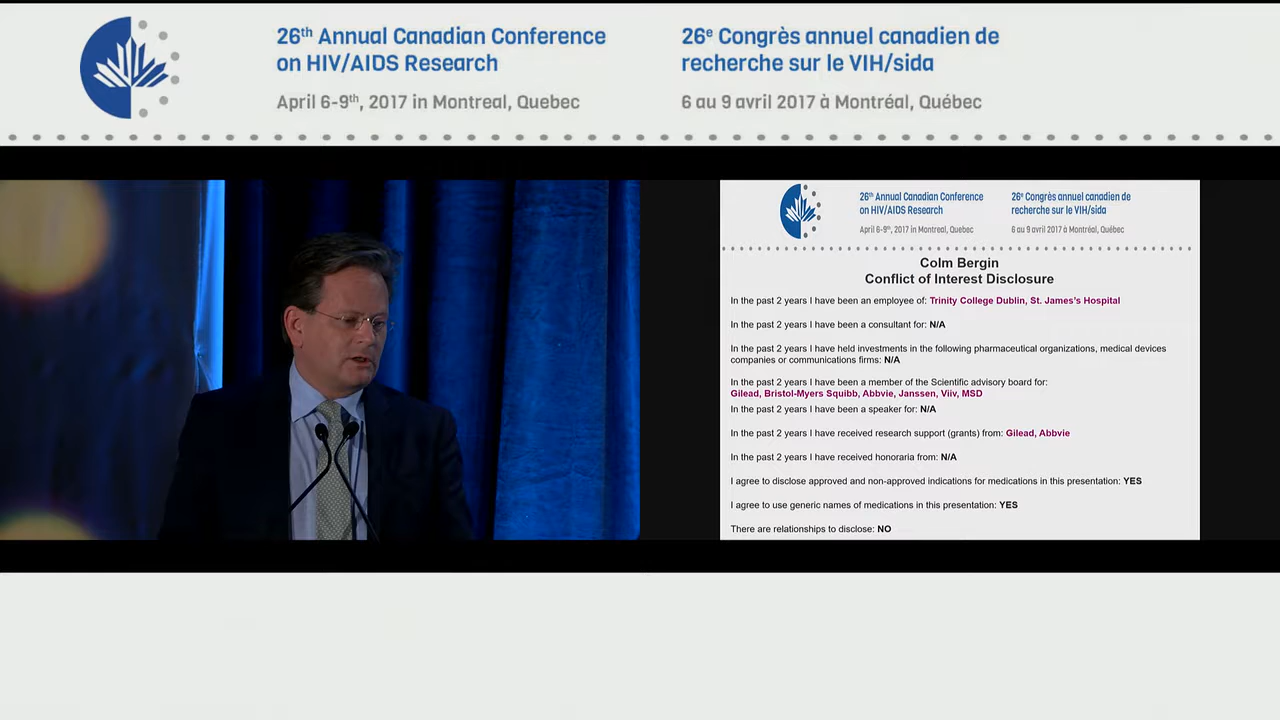 26th Annual Canadian Conference
on HIV/AIDS Research
April 6-9th, 2017 in Montreal, Quebec
26e Congrès annuel canadien de
recherche sur le VIH/sida
6 au 9 avril 2017 à Montréal, Québec
26th Annual Canadian Conference
on HIV/AIDS Research
April 6-9th, 2017 in Montreal, Quebec
26e Congrès annuel canadien de
recherche sur le VIH/sida
6 au 9 avril 2017 à Montréal, Québec
Colm Bergin
Conflict of Interest Disclosure
In the past 2 years I have been an employee of: Trinity College Dublin, St. James's Hospital
In the past 2 years I have been a consultant for: N/A
In the past 2 years I have held investments in the following pharmaceutical organizations, medical devices
companies or communications firms: N/A
In the past 2 years I have been a member of the Scientific advisory board for:
Gilead, Bristol-Myers Squibb, Abbvie, Janssen, Viiv, MSD
In the past 2 years I have been a speaker for: N/A
In the past 2 years I have received research support (grants) from: Gilead, Abbvie
In the past 2 years I have received honoraria from: N/A
I agree to disclose approved and non-approved indications for medications in this presentation: YES
I agree to use generic names of medications in this presentation: YES
There are relationships to disclose: NO